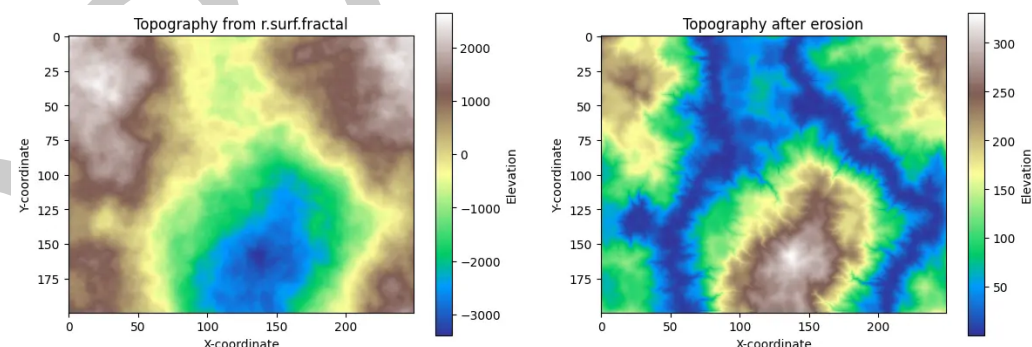 Topography from r.surf.fractal
0
25
50
75
100
125
150
175
Y-coordinate
0 50 100 150 200
X-coordinate
2000
1000
0
−1000
−2000
−3000
Elevation
Topography after erosion
0
25
50
75
100
125
150
175
Y-coordinate
0 50 100 150 200
X-coordinate
300
250
200
150
100
50
Elevation